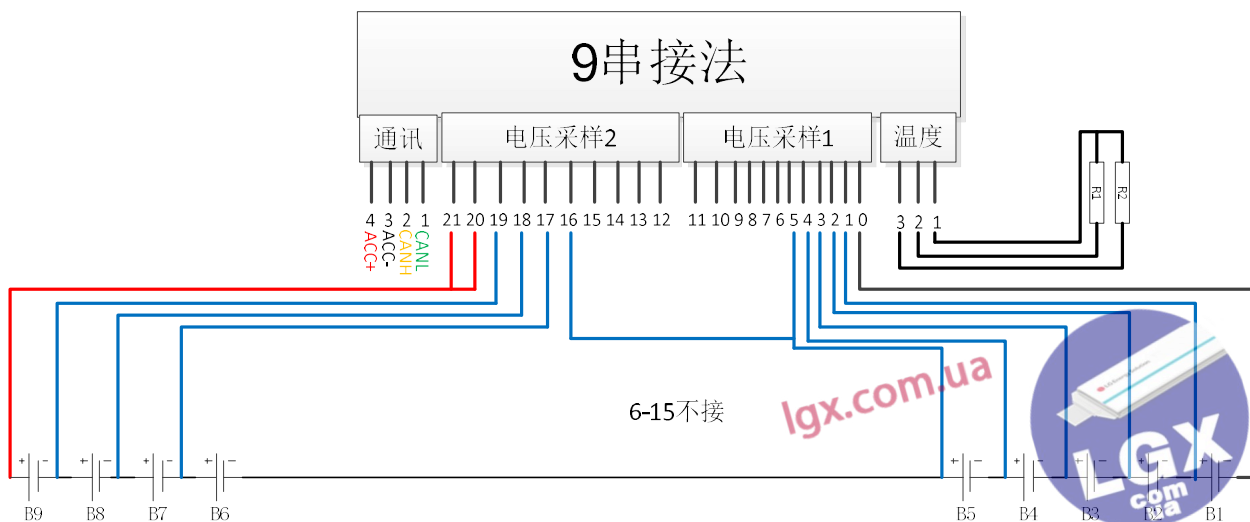 9串接法
通讯
电压采样2
电压采样1
温度
4 3 2 1
21 20 19 18 17 16 15 14 13 12
11 10 9 8 7 6 5 4 3 2 1 0
3 2 1
ACC+
ACC-
CANH
CANL
R1
R2
6-15不接
lgx.com.ua
+ - + - + - + - + - + - + - + - + -
B9 B8 B7 B6 B5 B4 B3 B2 B1
LGX
com
ua